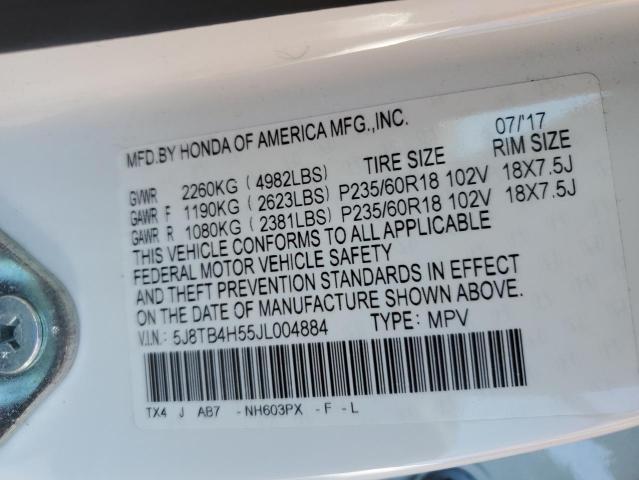 MFD.BY HONDA OF AMERICA MFG.,INC. 07/'17
TIRE SIZE RIM SIZE
GVWR 2260KG ( 4982LBS)
GAWR F 1190KG ( 2623LBS) P235/60R18 102V 18X7.5J
GAWR R 1080KG ( 2381LBS) P235/60R18 102V 18X7.5J
THIS VEHICLE CONFORMS TO ALL APPLICABLE
FEDERAL MOTOR VEHICLE SAFETY
AND THEFT PREVENTION STANDARDS IN EFFECT
ON THE DATE OF MANUFACTURE SHOWN ABOVE.
V.I.N.: 5J8TB4H55JL004884 TYPE: MPV
TX4 J AB7 -NH603PX -F -L